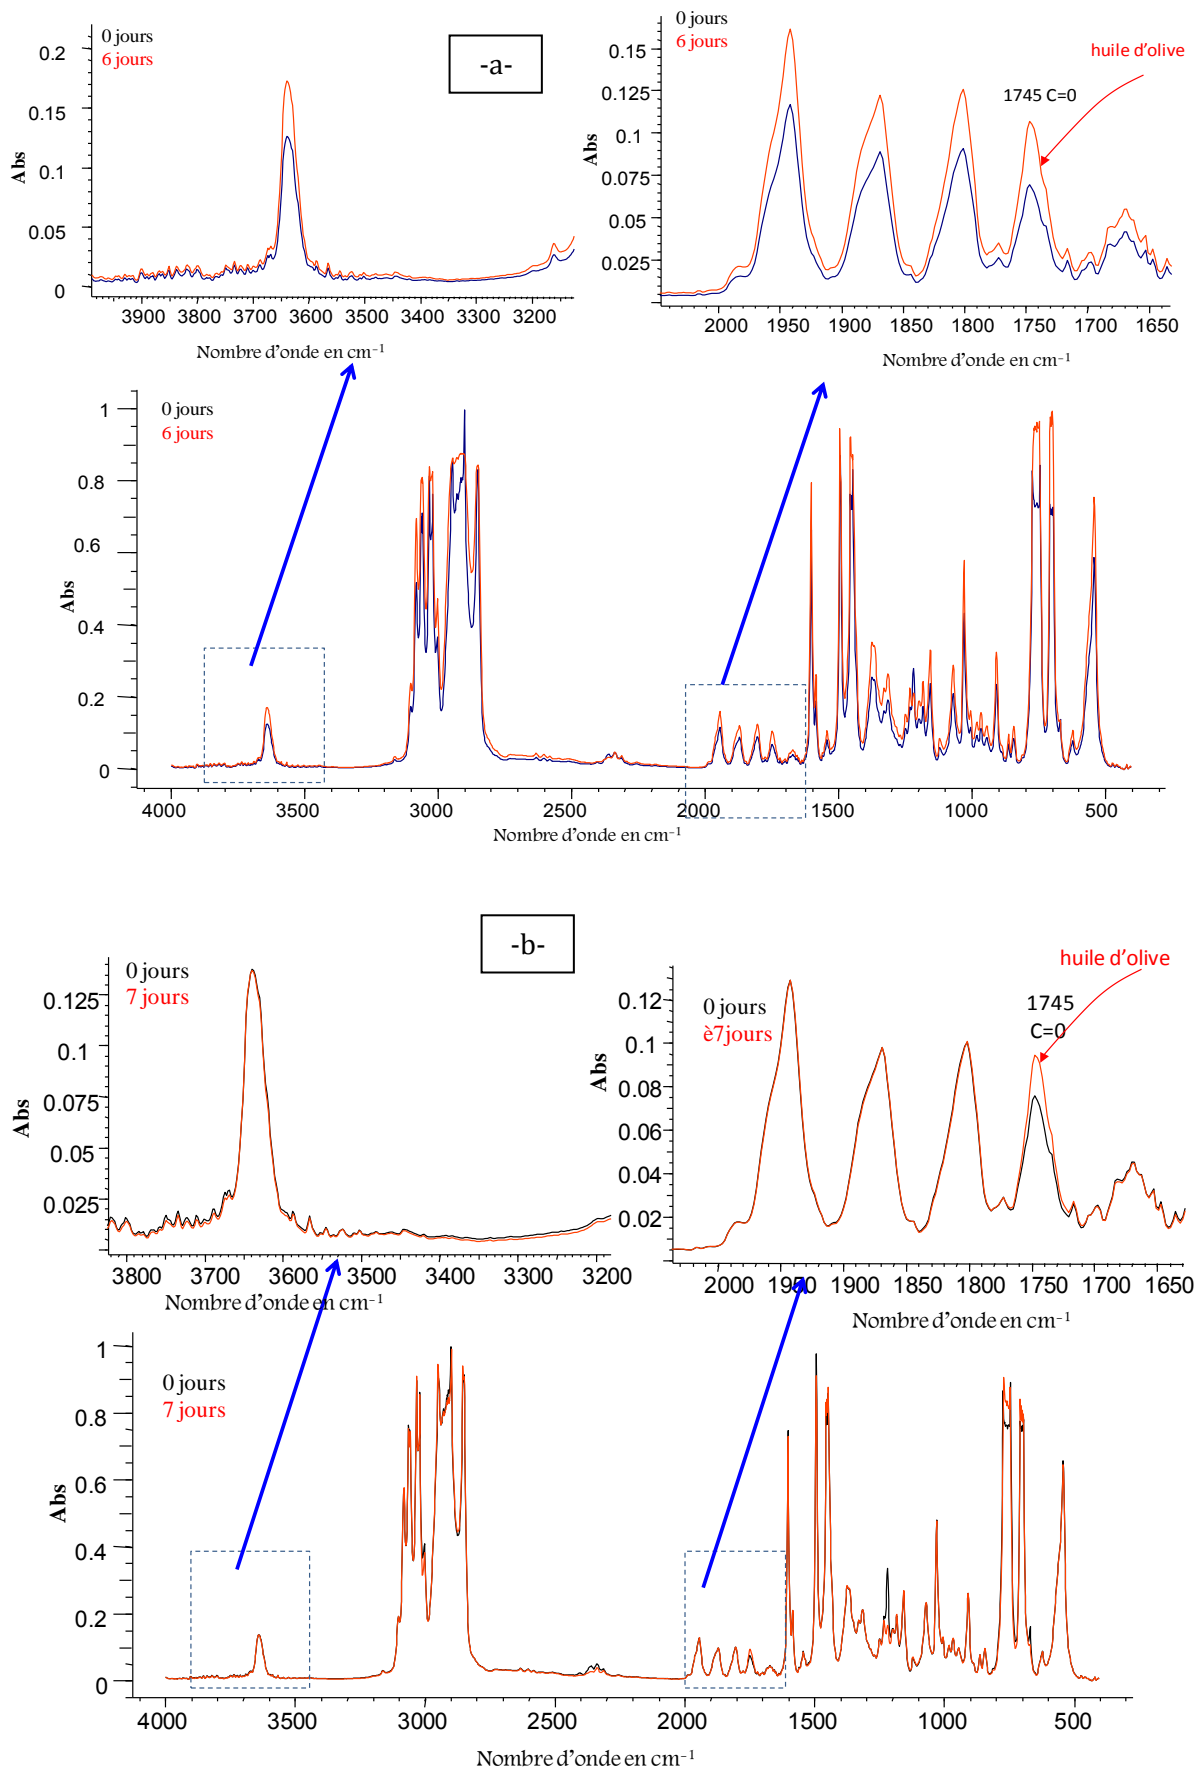 0 jours
6 jours
-a-
0.2
0.15
0.1
0.05
0
Abs
3900 3800 3700 3600 3500 3400 3300 3200
Nombre d'onde en cm⁻¹
0 jours
6 jours
huile d'olive
1745 C=0
0.15
0.125
0.1
0.075
0.05
0.025
Abs
2000 1950 1900 1850 1800 1750 1700 1650
Nombre d'onde en cm⁻¹
0 jours
6 jours
1
0.8
0.6
0.4
0.2
0
Abs
4000 3500 3000 2500 2000 1500 1000 500
Nombre d'onde en cm⁻¹
-b-
0 jours
7 jours
0.125
0.1
0.075
0.05
0.025
Abs
3800 3700 3600 3500 3400 3300 3200
Nombre d'onde en cm⁻¹
huile d'olive
0 jours
è7jours
1745
C=0
0.12
0.1
0.08
0.06
0.04
0.02
Abs
2000 1950 1900 1850 1800 1750 1700 1650
Nombre d'onde en cm⁻¹
0 jours
7 jours
1
0.8
0.6
0.4
0.2
0
Abs
4000 3500 3000 2500 2000 1500 1000 500
Nombre d'onde en cm⁻¹